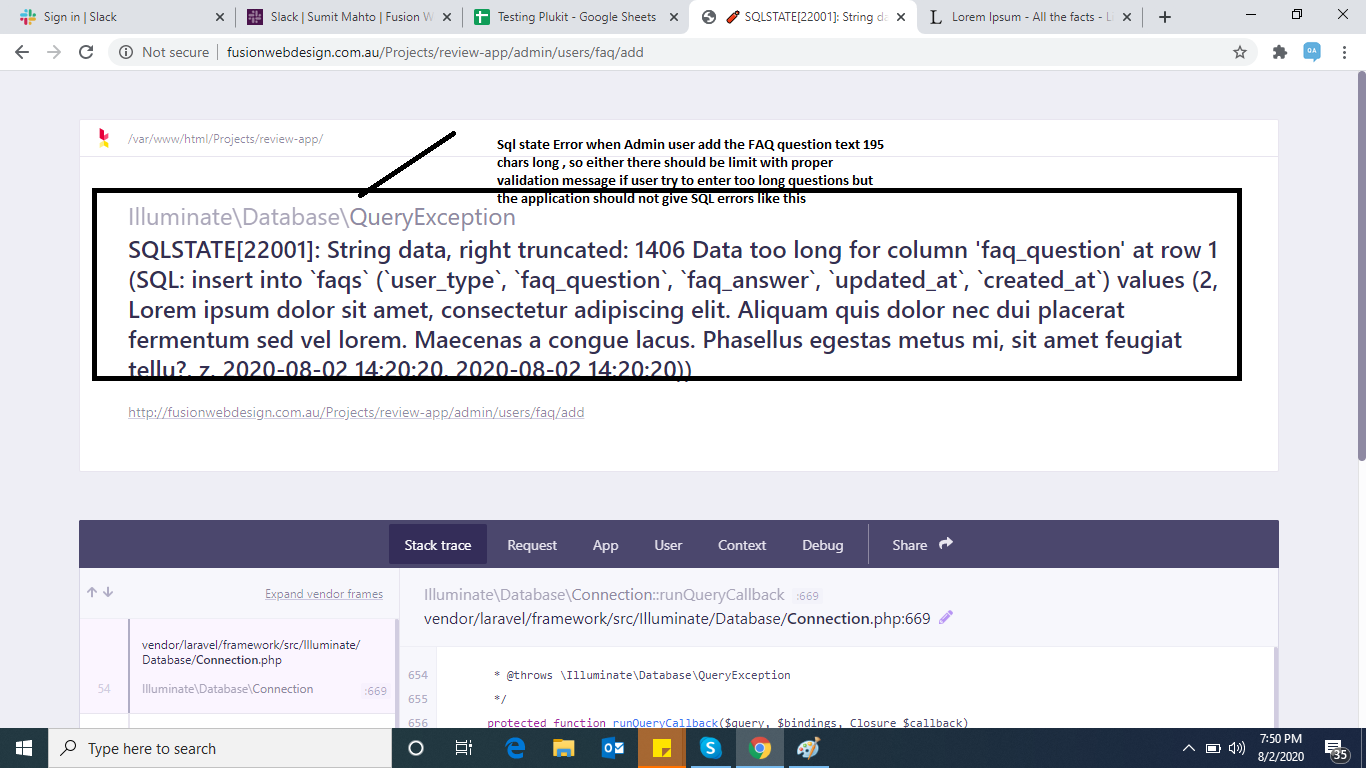 Sign in | Slack
Slack | Sumit Mahto | Fusion W
Testing Plukit - Google Sheets
SQLSTATE[22001]: String da
Lorem Ipsum - All the facts - Li
Not secure | fusionwebdesign.com.au/Projects/review-app/admin/users/faq/add
/var/www/html/Projects/review-app/
Sql state Error when Admin user add the FAQ question text 195
chars long , so either there should be limit with proper
validation message if user try to enter too long questions but
the application should not give SQL errors like this
Illuminate\Database\QueryException
SQLSTATE[22001]: String data, right truncated: 1406 Data too long for column 'faq_question' at row 1
(SQL: insert into `faqs` (`user_type`, `faq_question`, `faq_answer`, `updated_at`, `created_at`) values (2,
Lorem ipsum dolor sit amet, consectetur adipiscing elit. Aliquam quis dolor nec dui placerat
fermentum sed vel lorem. Maecenas a congue lacus. Phasellus egestas metus mi, sit amet feugiat
tellu?, z, 2020-08-02 14:20:20, 2020-08-02 14:20:20))
http://fusionwebdesign.com.au/Projects/review-app/admin/users/faq/add
Stack trace Request App User Context Debug Share
Expand vendor frames
Illuminate\Database\Connection::runQueryCallback :669
vendor/laravel/framework/src/Illuminate/Database/Connection.php:669
vendor/laravel/framework/src/Illuminate/
Database/Connection.php
54 Illuminate\Database\Connection :669
654 * @throws \Illuminate\Database\QueryException
655 */
656 protected function runQueryCallback($query, $bindings, Closure $callback)
Type here to search
7:50 PM
8/2/2020
35